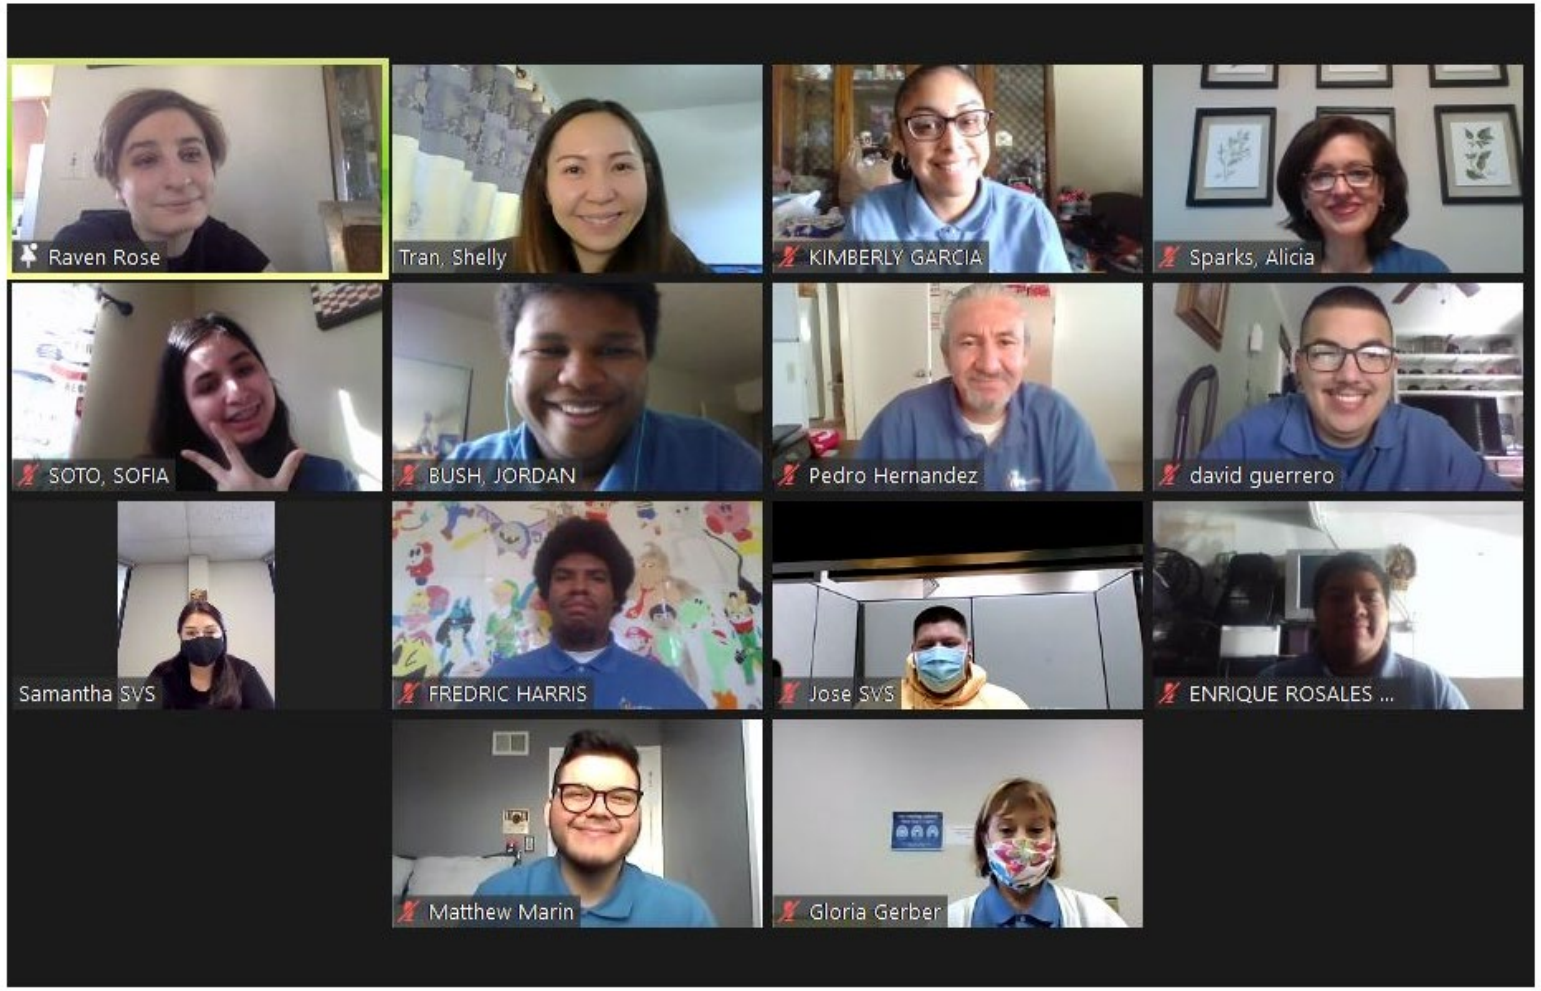 Raven Rose
Tran, Shelly
KIMBERLY GARCIA
Sparks, Alicia
SOTO, SOFIA
BUSH, JORDAN
Pedro Hernandez
david guerrero
Samantha SVS
FREDRIC HARRIS
Jose SVS
ENRIQUE ROSALES ...
Matthew Marin
Gloria Gerber